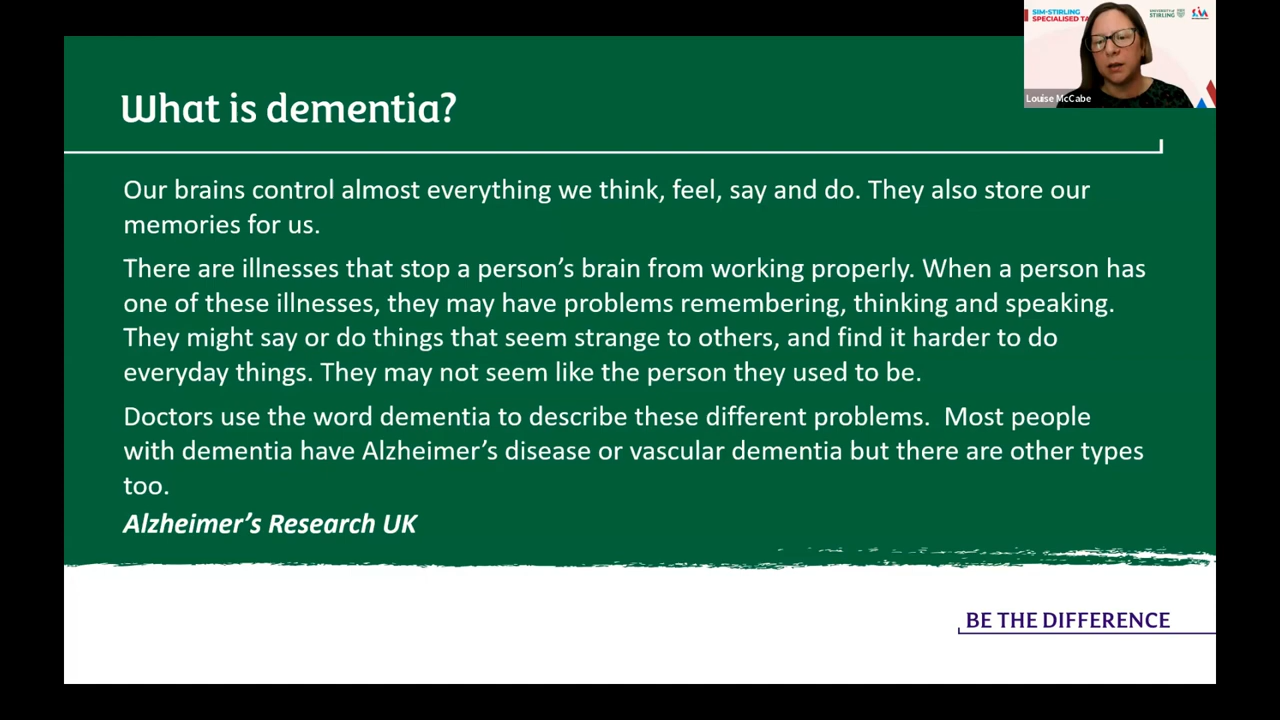 SIM-STIRLING
SPECIALISED TA
UNIVERSITY of
STIRLING
Louise McCabe
What is dementia?
Our brains control almost everything we think, feel, say and do. They also store our
memories for us.
There are illnesses that stop a person’s brain from working properly. When a person has
one of these illnesses, they may have problems remembering, thinking and speaking.
They might say or do things that seem strange to others, and find it harder to do
everyday things. They may not seem like the person they used to be.
Doctors use the word dementia to describe these different problems.  Most people
with dementia have Alzheimer’s disease or vascular dementia but there are other types
too.
Alzheimer’s Research UK
BE THE DIFFERENCE